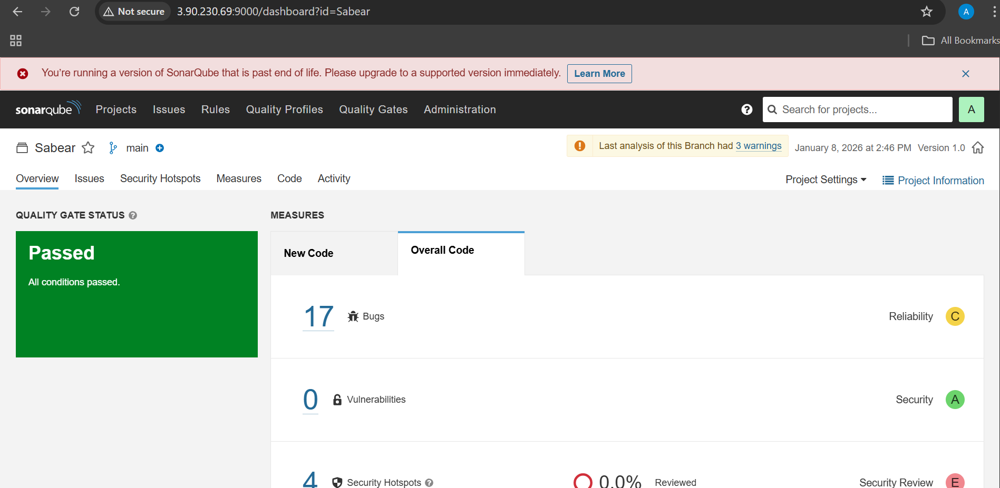 Not secure 3.90.230.69:9000/dashboard?id=Sabear A
All Bookmarks
You're running a version of SonarQube that is past end of life. Please upgrade to a supported version immediately. Learn More
sonarqube Projects Issues Rules Quality Profiles Quality Gates Administration Search for projects... A
Sabear main Last analysis of this Branch had 3 warnings January 8, 2026 at 2:46 PM Version 1.0
Overview Issues Security Hotspots Measures Code Activity Project Settings Project Information
QUALITY GATE STATUS MEASURES
Passed
All conditions passed.
New Code Overall Code
17 Bugs Reliability C
0 Vulnerabilities Security A
4 Security Hotspots 0.0% Reviewed Security Review E